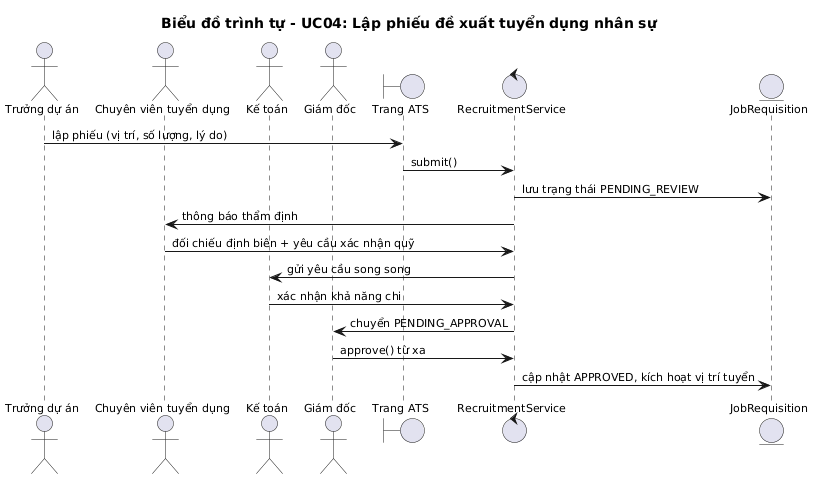 Biểu đồ trình tự - UC04: Lập phiếu đề xuất tuyển dụng nhân sự
Trưởng dự án Chuyên viên tuyển dụng Kế toán Giám đốc Trang ATS RecruitmentService JobRequisition
lập phiếu (vị trí, số lượng, lý do)
submit()
lưu trạng thái PENDING_REVIEW
thông báo thẩm định
đối chiếu định biên + yêu cầu xác nhận quỹ
gửi yêu cầu song song
xác nhận khả năng chi
chuyển PENDING_APPROVAL
approve() từ xa
cập nhật APPROVED, kích hoạt vị trí tuyển
Trưởng dự án Chuyên viên tuyển dụng Kế toán Giám đốc Trang ATS RecruitmentService JobRequisition